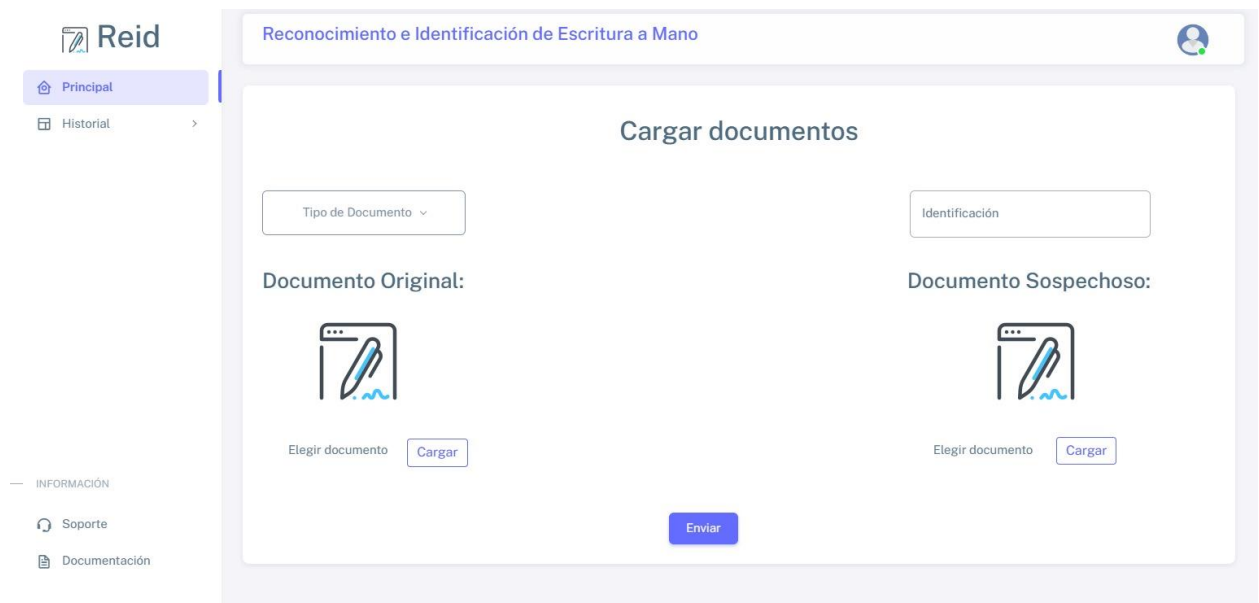 Reid
Principal
Historial
INFORMACIÓN
Soporte
Documentación
Reconocimiento e Identificación de Escritura a Mano
Cargar documentos
Tipo de Documento
Identificación
Documento Original:
Documento Sospechoso:
Elegir documento Cargar
Elegir documento Cargar
Enviar